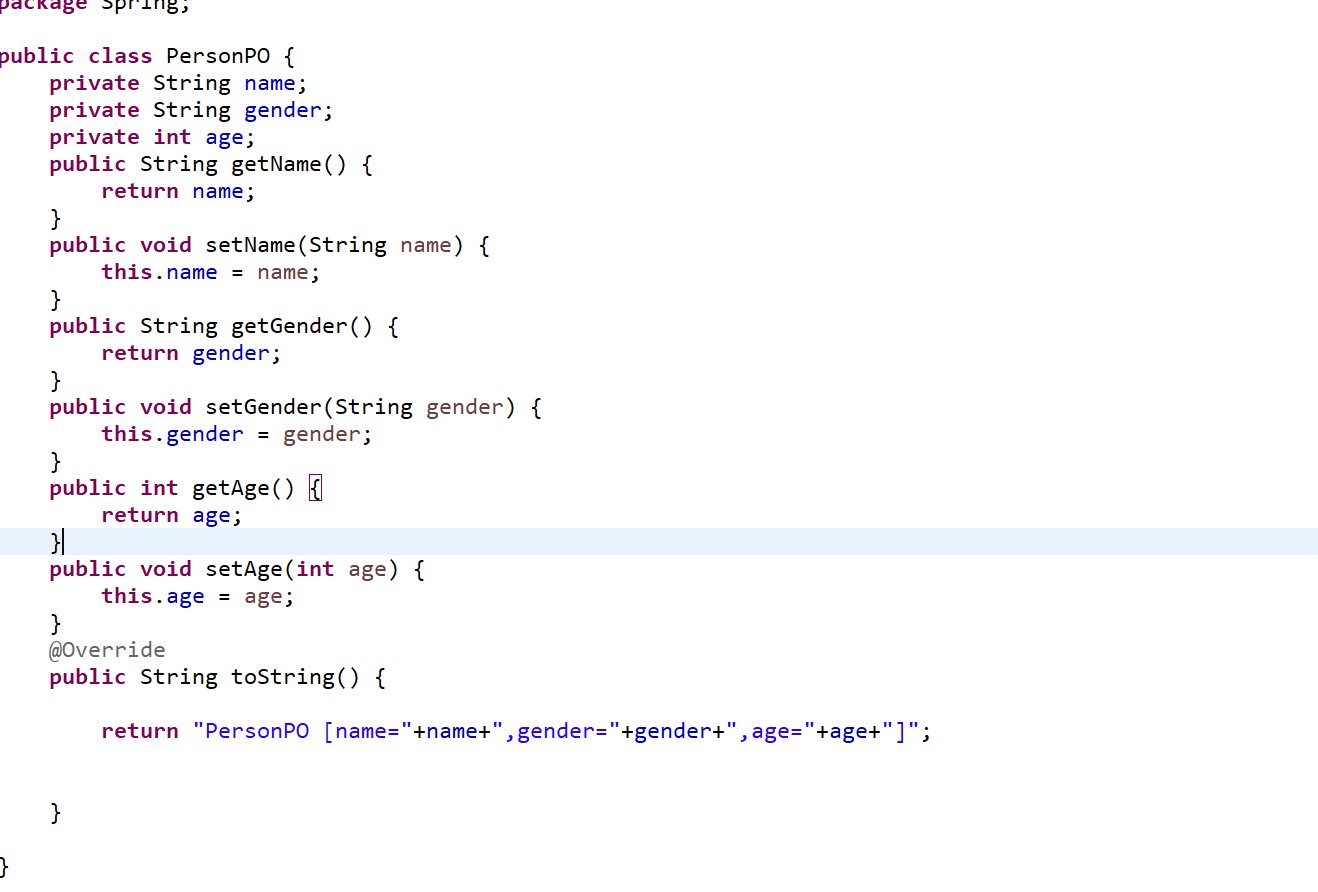 package Spring;
public class PersonPO {
private String name;
private String gender;
private int age;
public String getName() {
return name;
}
public void setName(String name) {
this.name = name;
}
public String getGender() {
return gender;
}
public void setGender(String gender) {
this.gender = gender;
}
public int getAge() {
return age;
}
public void setAge(int age) {
this.age = age;
}
@Override
public String toString() {
return "PersonPO [name="+name+",gender="+gender+",age="+age+"]";
}
}